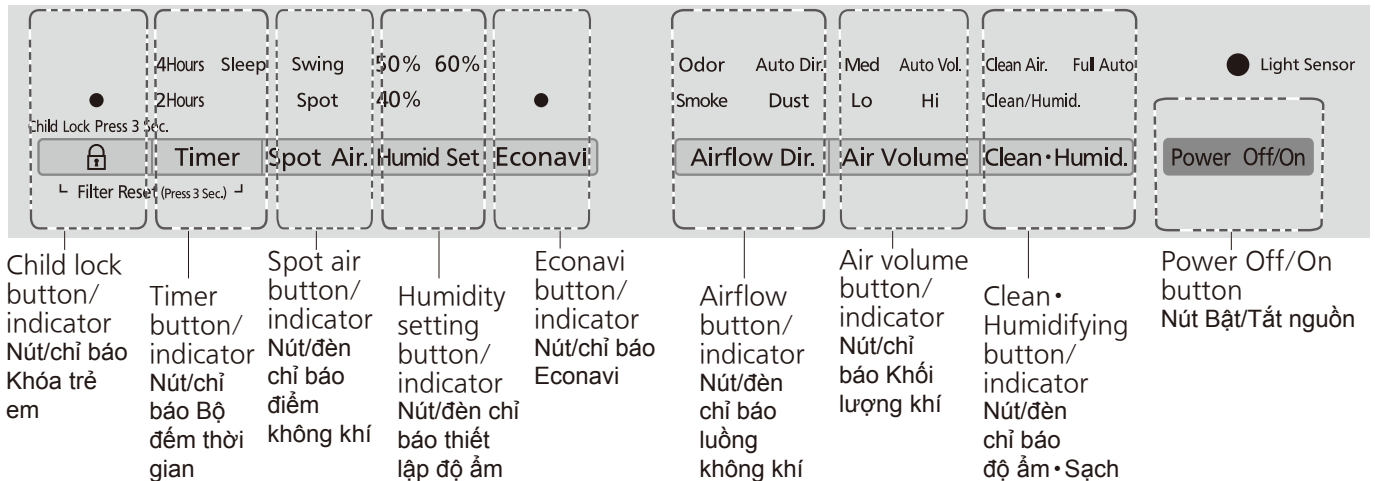 4Hours Sleep Swing 50% 60% Odor Auto Dir. Med Auto Vol. Clean Air. Full Auto Light Sensor
2Hours Spot 40% Smoke Dust Lo Hi Clean/Humid.
Child Lock Press 3 Sec.
Timer Spot Air. Humid Set Econavi Airflow Dir. Air Volume Clean•Humid. Power Off/On
Filter Reset (Press 3 Sec.)
Child lock
button/
indicator
Nút/chỉ báo
Khóa trẻ
em
Timer
button/
indicator
Nút/chỉ
báo Bộ
đếm thời
gian
Spot air
button/
indicator
Nút/đèn
chỉ báo
điểm
không khí
Humidity
setting
button/
indicator
Nút/đèn chỉ
báo thiết
lập độ ẩm
Econavi
button/
indicator
Nút/chỉ báo
Econavi
Airflow
button/
indicator
Nút/đèn
chỉ báo
luồng
không khí
Air volume
button/
indicator
Nút/chỉ
báo Khối
lượng khí
Clean•
Humidifying
button/
indicator
Nút/đèn
chỉ báo
độ ẩm•Sạch
Power Off/On
button
Nút Bật/Tắt nguồn